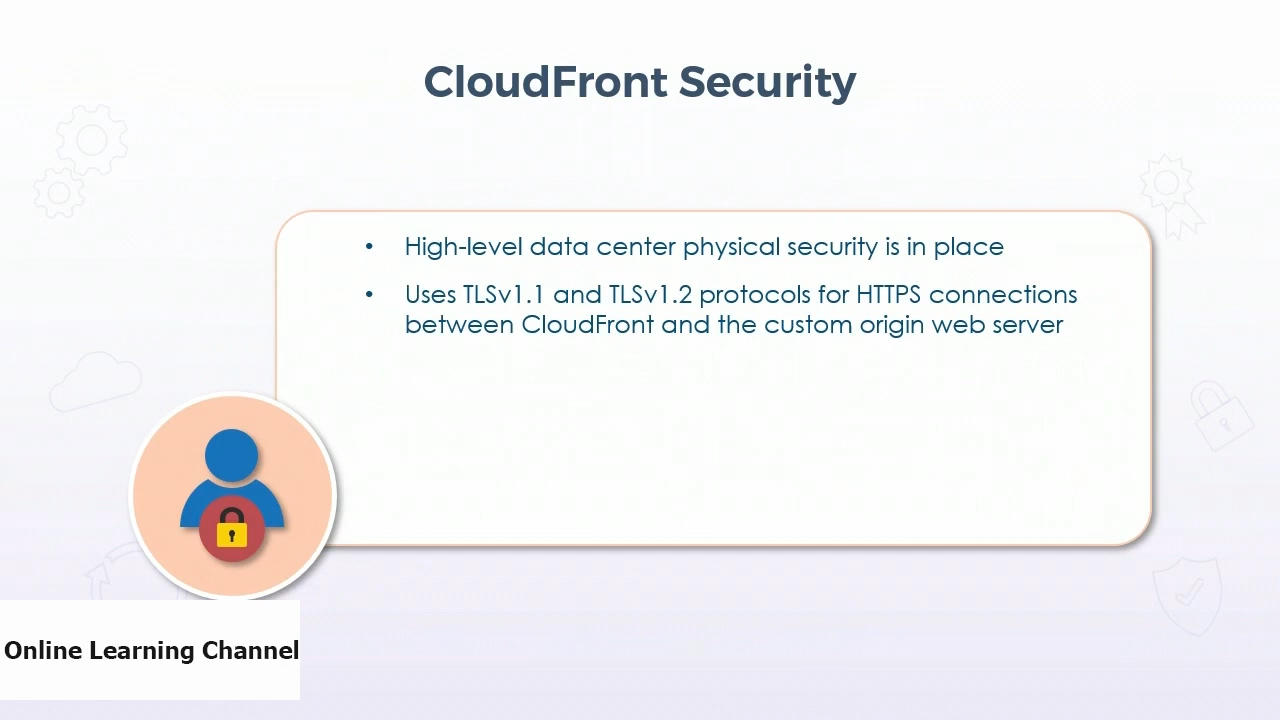 CloudFront Security
• High-level data center physical security is in place
• Uses TLSv1.1 and TLSv1.2 protocols for HTTPS connections
between CloudFront and the custom origin web server
Online Learning Channel